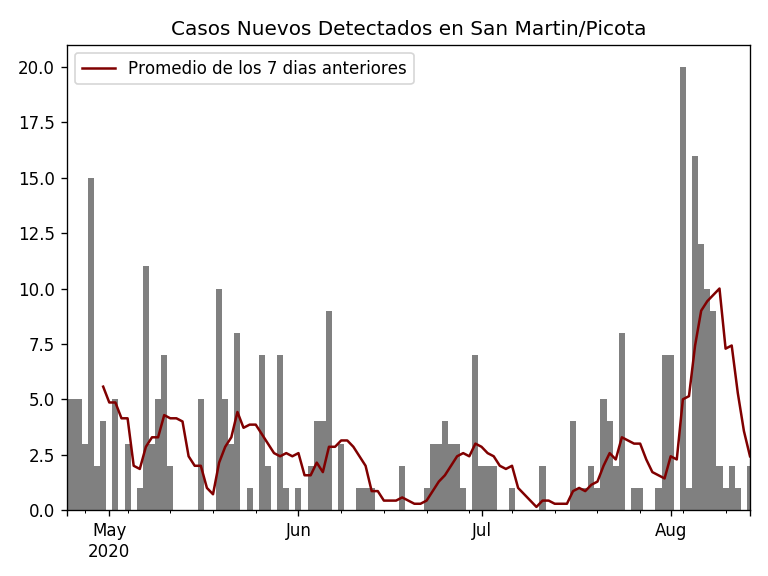 Casos Nuevos Detectados en San Martin/Picota
Promedio de los 7 dias anteriores
20.0
17.5
15.0
12.5
10.0
7.5
5.0
2.5
0.0
May
2020
Jun
Jul
Aug